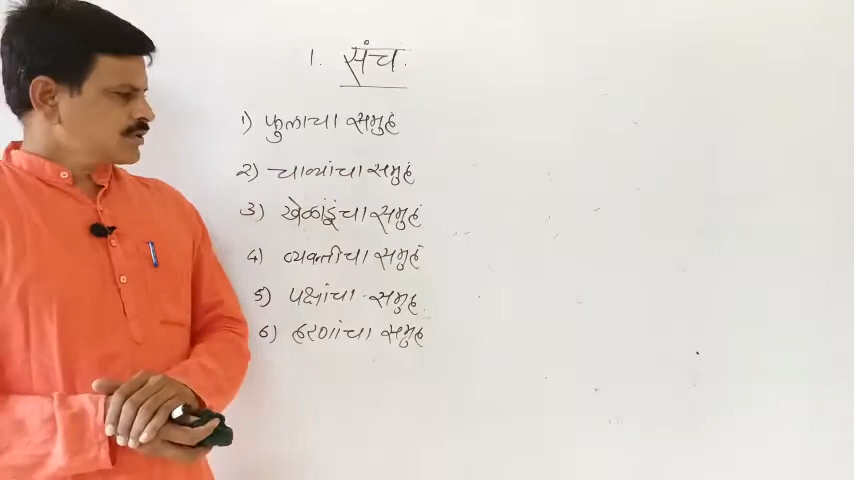 1. संच.
1) फुलाचा समुह
2) चाव्यांचा समुहं
3) खेळांडूंचा समुहं
4) व्यक्तींचा समुहं
5) पक्षांचा समुह
6) हरणांचा समुह